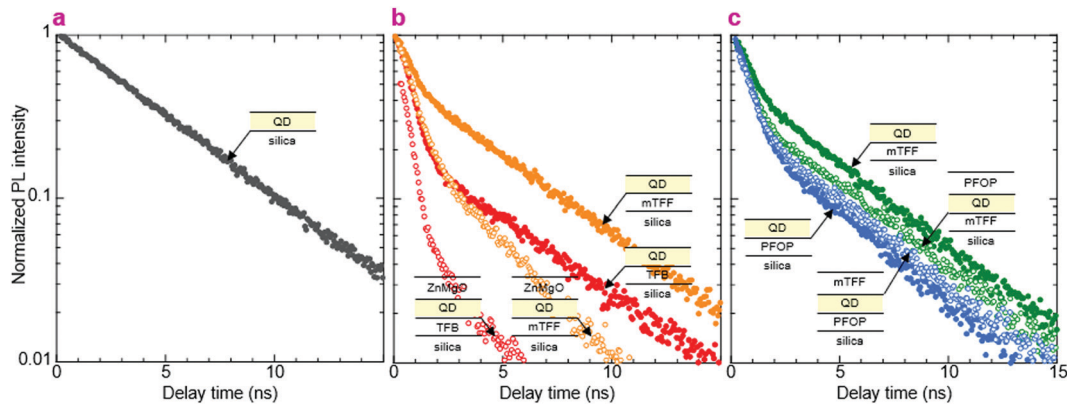 a
b
c
1
0.1
0.01
Normalized PL intensity
QD
silica
0
5
10
Delay time (ns)
QD
mTFF
silica
QD
TFB
silica
ZnMgO
QD
TFB
silica
ZnMgO
QD
mTFF
silica
0
5
10
Delay time (ns)
QD
mTFF
silica
PFOP
QD
mTFF
silica
QD
PFOP
silica
mTFF
QD
PFOP
silica
0
5
10
15
Delay time (ns)